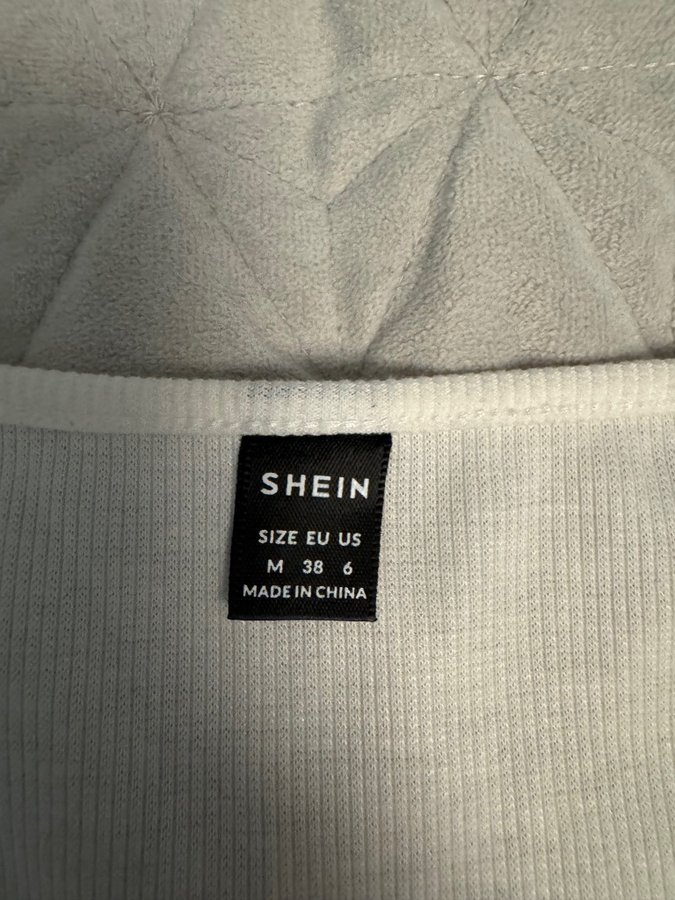 SHEIN
SIZE EU US
M 38 6
MADE IN CHINA